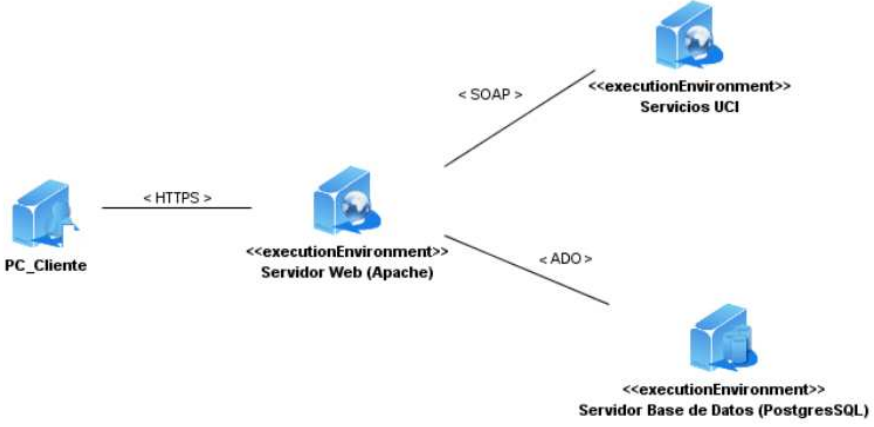 < SOAP >
<<executionEnvironment>>
Servicios UCI
< HTTPS >
PC_Cliente
<<executionEnvironment>>
Servidor Web (Apache)
< ADO >
<<executionEnvironment>>
Servidor Base de Datos (PostgresSQL)